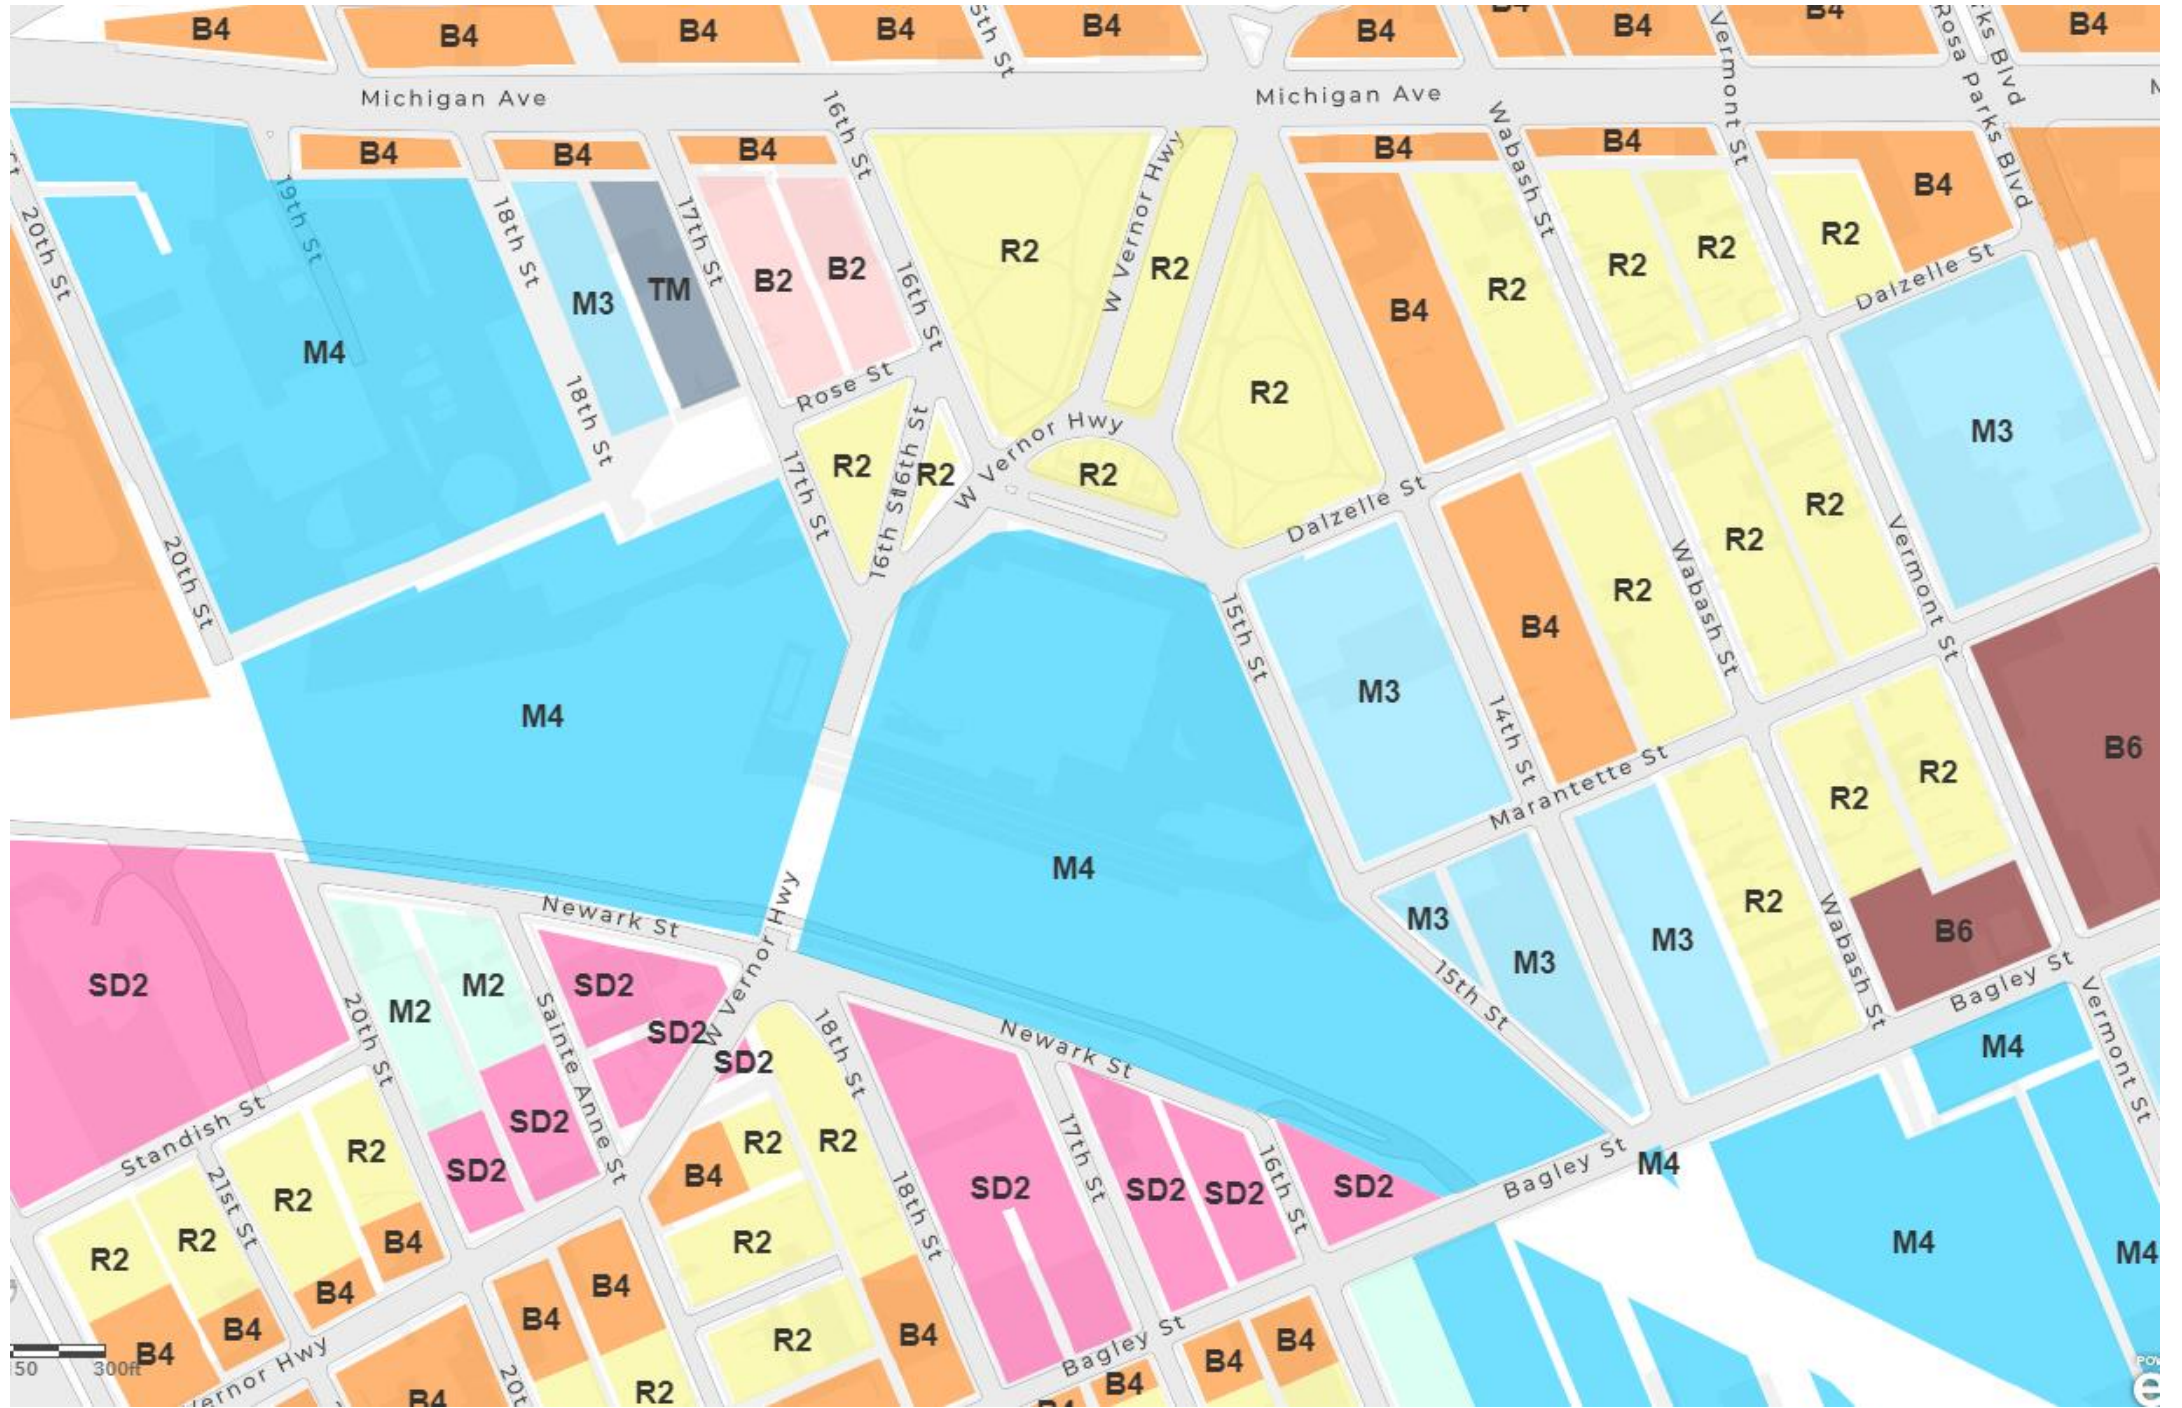 B4
B4
B4
B4
B4
B4
B4
B4
Michigan Ave
Michigan Ave
16th St
Wabash St
Vermont St
Rosa Parks Blvd
B4
B4
B4
B4
B4
B4
19th St
20th St
18th St
17th St
M3
TM
B2
B2
16th St
R2
W Vernor Hwy
R2
R2
R2
R2
R2
B4
Dalzelle St
M4
B4
R2
18th St
Rose St
R2
16th St
R2
W Vernor Hwy
R2
M3
R2
17th St
16th St
Dalzelle St
20th St
15th St
B4
R2
R2
R2
Wabash St
Vermont St
M4
M3
14th St
Marantette St
B6
R2
R2
M4
W Vernor Hwy
Newark St
M3
M3
M3
R2
Wabash St
B6
SD2
M2
M2
SD2
SD2
SD2
20th St
Sainte Anne St
18th St
Newark St
15th St
Bagley St
M4
Vermont St
Standish St
21st St
R2
R2
SD2
SD2
B4
R2
R2
18th St
SD2
17th St
SD2
SD2
16th St
SD2
Bagley St
M4
M4
M4
R2
R2
B4
B4
B4
B4
R2
B4
B4
R2
B4
Bagley St
B4
B4
B4
R2
B4
300ft